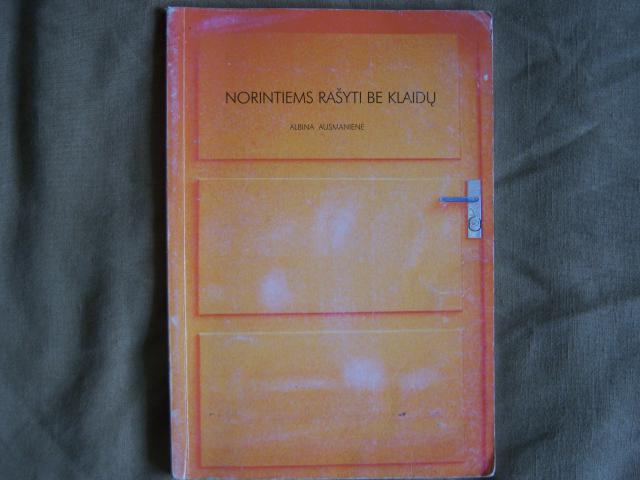 NORINTIEMS RAŠYTI BE KLAIDŲ
ALBINA AUSMANIENĖ